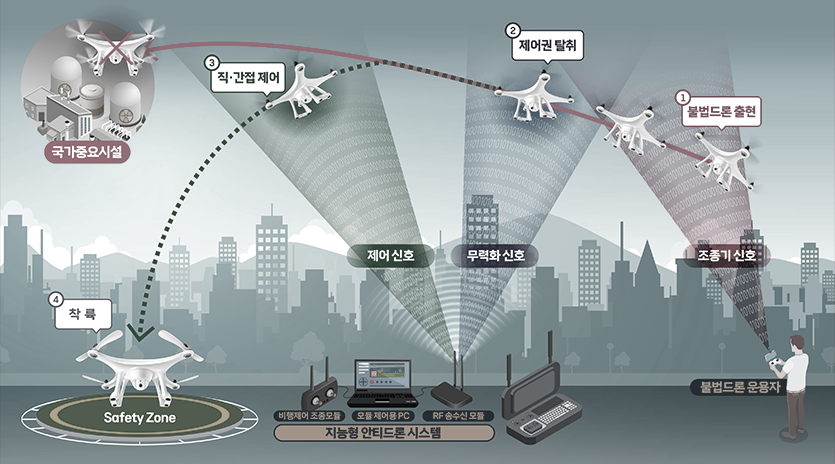 ② 제어권 탈취
③ 직·간접 제어
① 불법드론 출현
국가중요시설
제어 신호
무력화 신호
조종기 신호
④ 착 륙
불법드론 운용자
Safety Zone
비행제어 조종모듈
모듈 제어용 PC
RF 송수신 모듈
지능형 안티드론 시스템